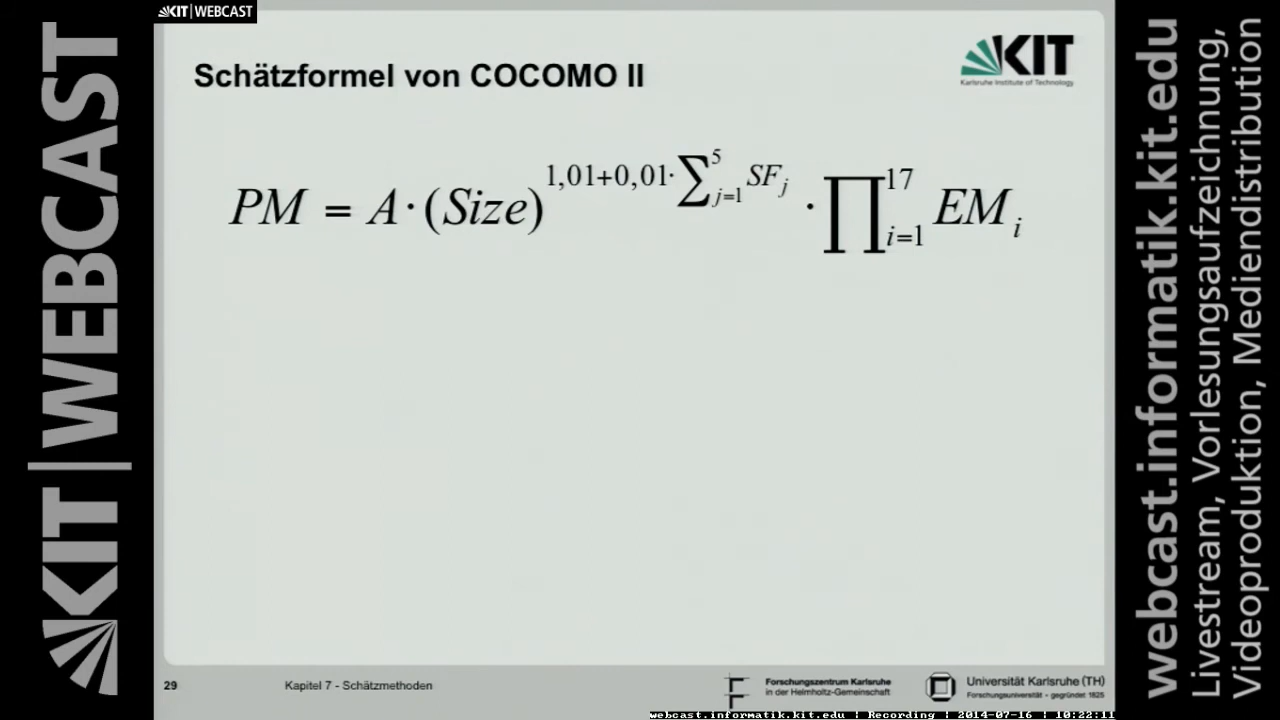 KIT | WEBCAST
KIT | WEBCAST
Schätzformel von COCOMO II
KIT
Karlsruhe Institute of Technology
PM = A · (Size)^{1,01+0,01·∑_{j=1}^{5} SF_j} · ∏_{i=1}^{17} EM_i
29
Kapitel 7 - Schätzmethoden
Forschungszentrum Karlsruhe
in der Helmholtz-Gemeinschaft
Universität Karlsruhe (TH)
Forschungsuniversität - gegründet 1825
webcast.informatik.kit.edu | Recording | 2014-07-16 | 10:22:11
webcast.informatik.kit.edu
Livestream, Vorlesungsaufzeichnung,
Videoproduktion, Mediendistribution